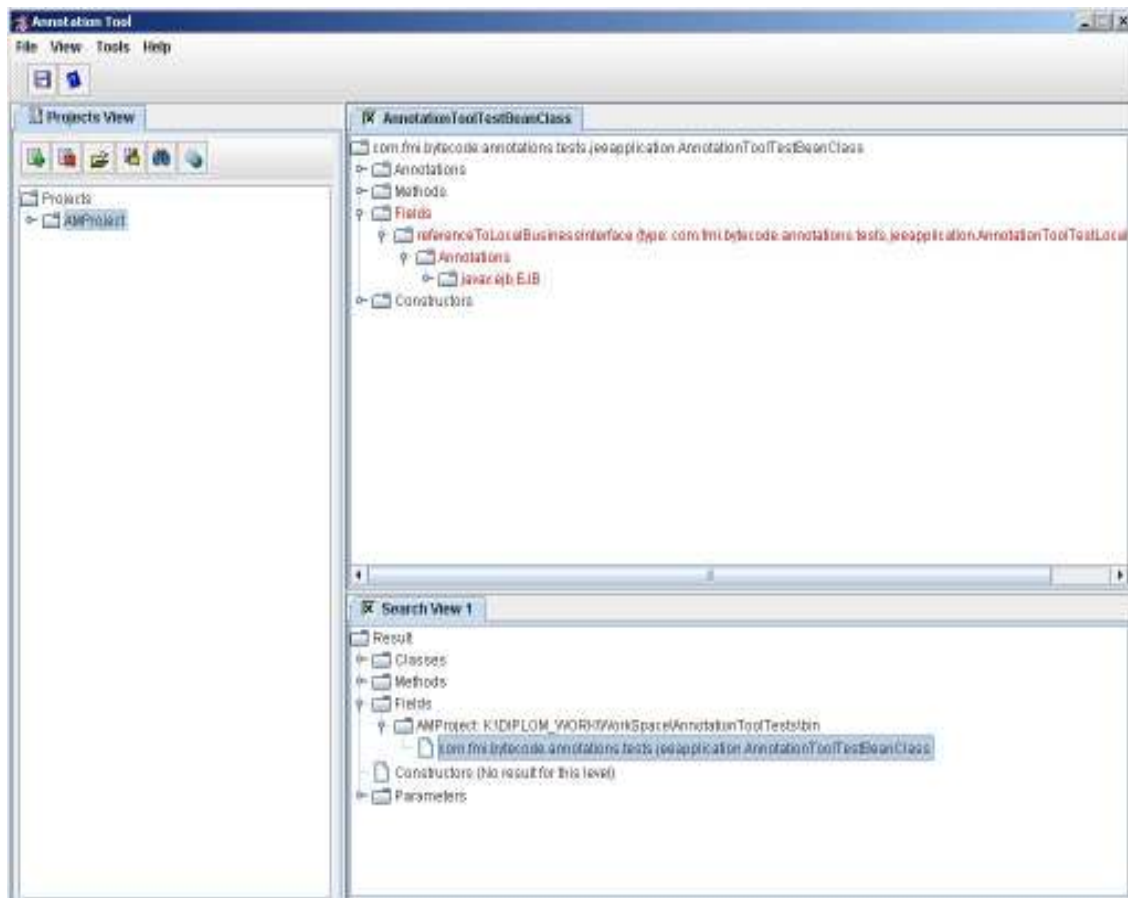 Annotation Tool
File View Tools Help
Projects View
Projects
AMProject
AnnotationToolTestBeanClass
com.fmi.bytecode.annotations.tests.jeeapplication.AnnotationToolTestBeanClass
Annotations
Methods
Fields
referenceToLocalBusinessInterface (type: com.fmi.bytecode.annotations.tests.jeeapplication.AnnotationToolTestLocal
Annotations
javax.ejb.EJB
Constructors
Search View 1
Result
Classes
Methods
Fields
AMProject: K:\DIPLOM_WORK\WorkSpace\AnnotationToolTests\bin
com.fmi.bytecode.annotations.tests.jeeapplication.AnnotationToolTestBeanClass
Constructors (No result for this level)
Parameters